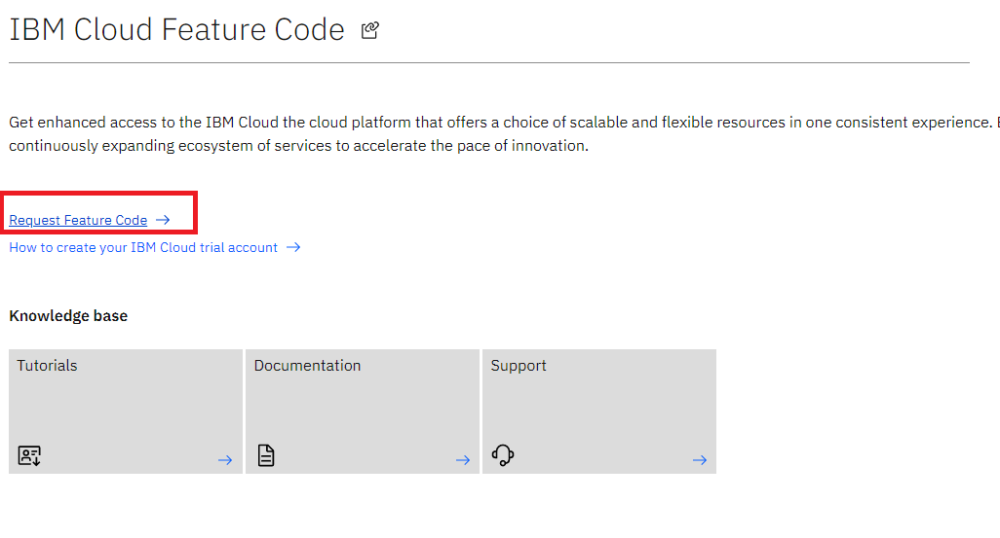 IBM Cloud Feature Code
Get enhanced access to the IBM Cloud the cloud platform that offers a choice of scalable and flexible resources in one consistent experience.
continuously expanding ecosystem of services to accelerate the pace of innovation.
Request Feature Code
How to create your IBM Cloud trial account
Knowledge base
Tutorials
Documentation
Support